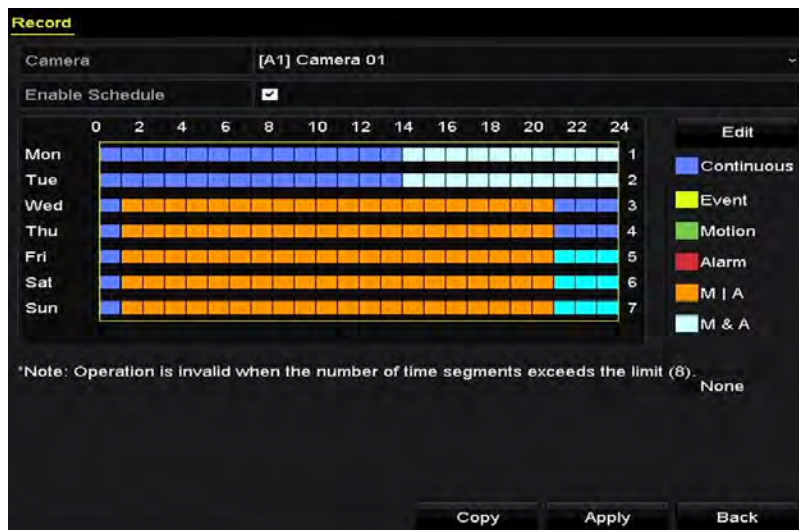 Record
Camera [A1] Camera 01
Enable Schedule
0 2 4 6 8 10 12 14 16 18 20 22 24
Edit
Mon 1
Continuous
Tue 2
Wed 3
Event
Thu 4
Motion
Fri 5
Alarm
Sat 6
M | A
Sun 7
M & A
*Note: Operation is invalid when the number of time segments exceeds the limit (8).
None
Copy Apply Back